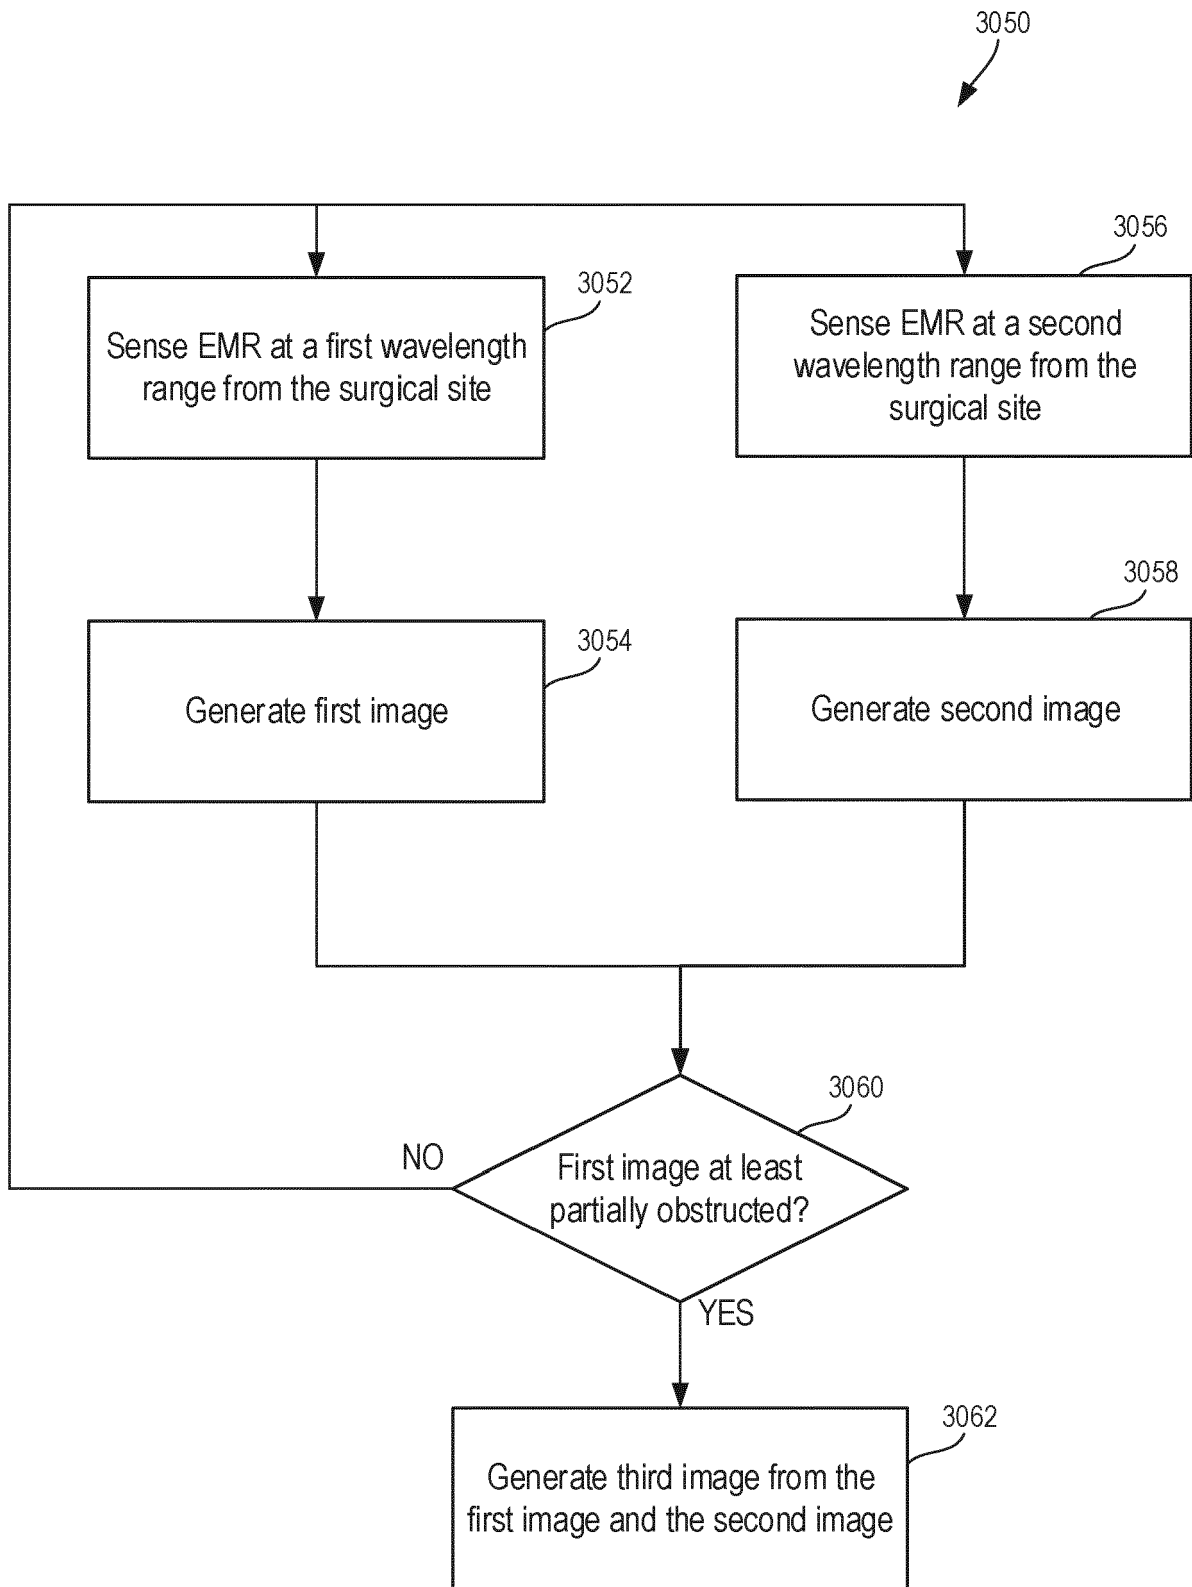 3050
3056
3052
Sense EMR at a first wavelength
range from the surgical site
Sense EMR at a second
wavelength range from the
surgical site
3058
3054
Generate first image
Generate second image
3060
NO
First image at least
partially obstructed?
YES
3062
Generate third image from the
first image and the second image